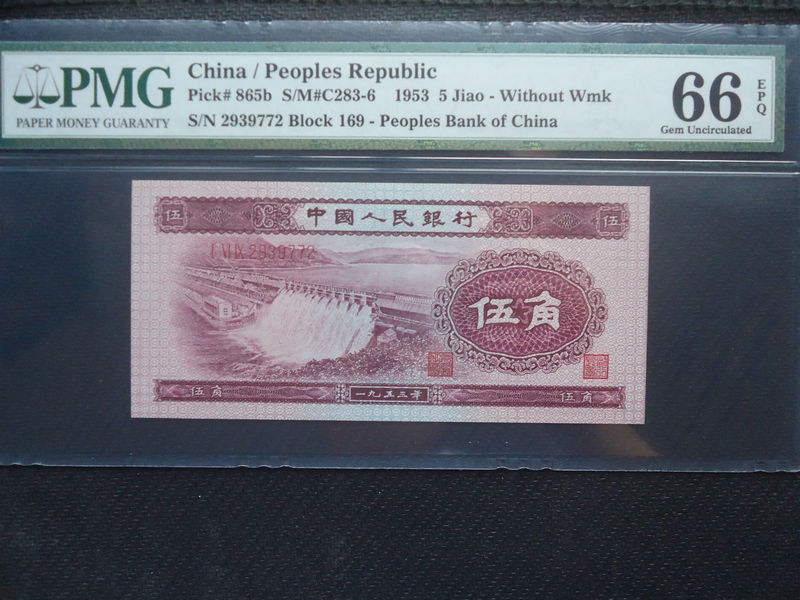 PMG
PAPER MONEY GUARANTY
China / Peoples Republic
Pick# 865b S/M#C283-6 1953 5 Jiao - Without Wmk
S/N 2939772 Block 169 - Peoples Bank of China
66 EPQ
Gem Uncirculated
伍 中國人民銀行 伍
I VI IX 2939772
伍角
伍角 一九五三年 伍角